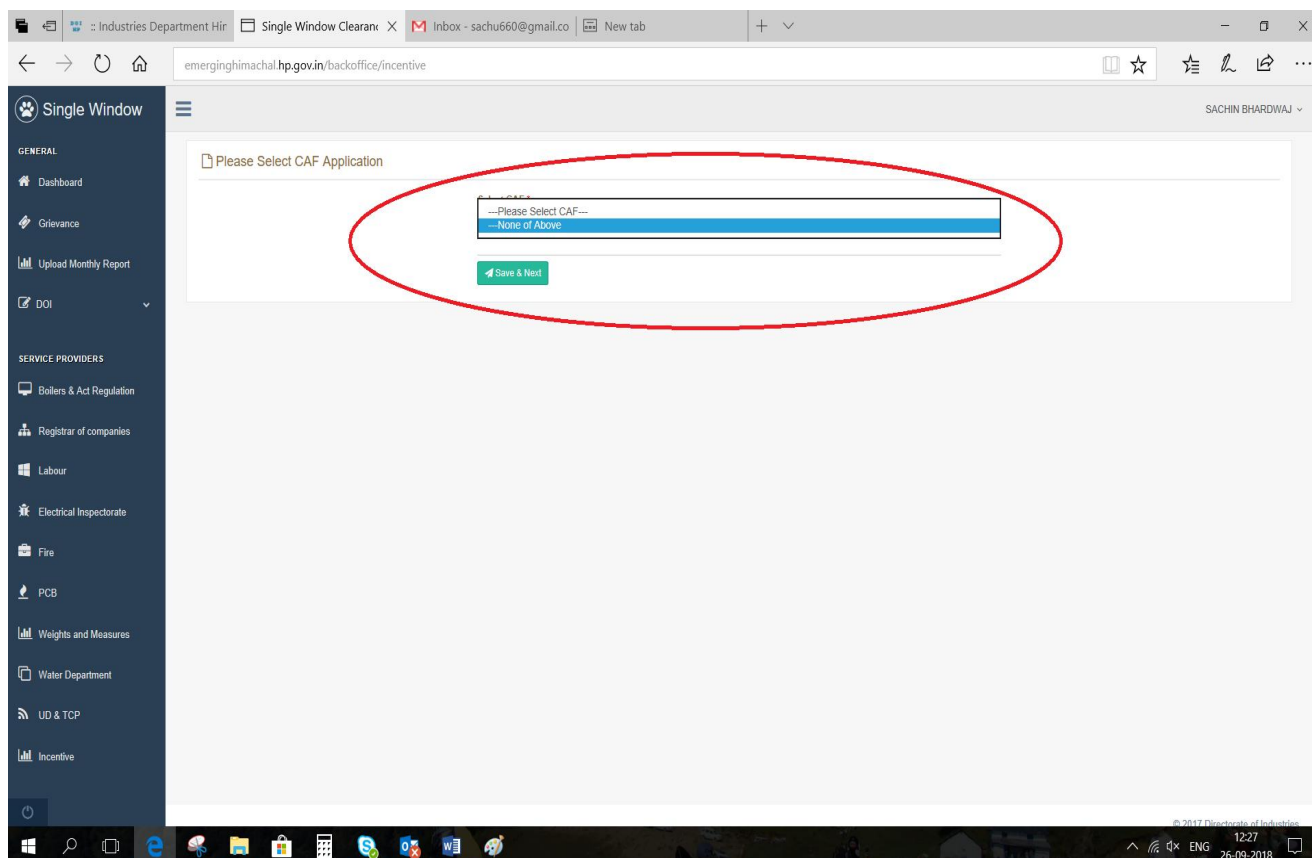 :: Industries Department Hir
Single Window Clearanc
Inbox - sachu660@gmail.co
New tab
emerginghimachal.hp.gov.in/backoffice/incentive
Single Window
SACHIN BHARDWAJ
GENERAL
Dashboard
Grievance
Upload Monthly Report
DOI
SERVICE PROVIDERS
Boilers & Act Regulation
Registrar of companies
Labour
Electrical Inspectorate
Fire
PCB
Weights and Measures
Water Department
UD & TCP
Incentive
Please Select CAF Application
---Please Select CAF---
---None of Above
Save & Next
© 2017 Directorate of Industries
ENG
12:27
26-09-2018